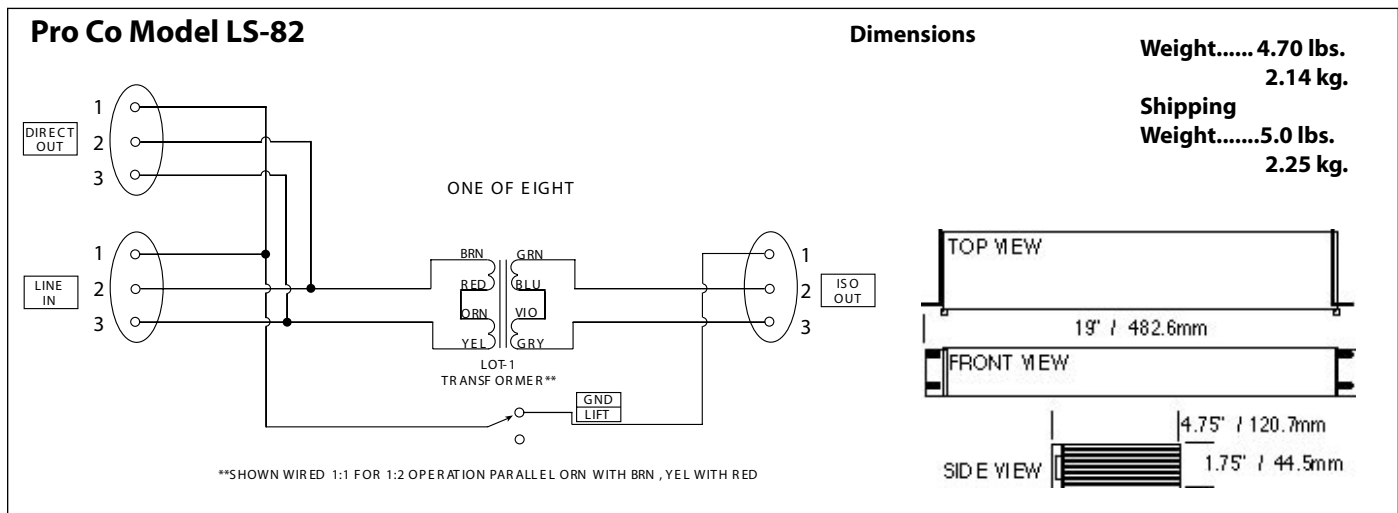 Pro Co Model LS-82
Dimensions
Weight...... 4.70 lbs.
2.14 kg.
Shipping
Weight.......5.0 lbs.
2.25 kg.
DIRECT
OUT
1
2
3
ONE OF EIGHT
LINE
IN
1
2
3
BRN
RED
ORN
YEL
GRN
BLU
VIO
GRY
LOT-1
TRANSFORMER**
1
2
3
ISO
OUT
GND
LIFT
**SHOWN WIRED 1:1 FOR 1:2 OPERATION PARALLEL ORN WITH BRN , YEL WITH RED
TOP VIEW
19" / 482.6mm
FRONT VIEW
4.75" / 120.7mm
SIDE VIEW
1.75" / 44.5mm